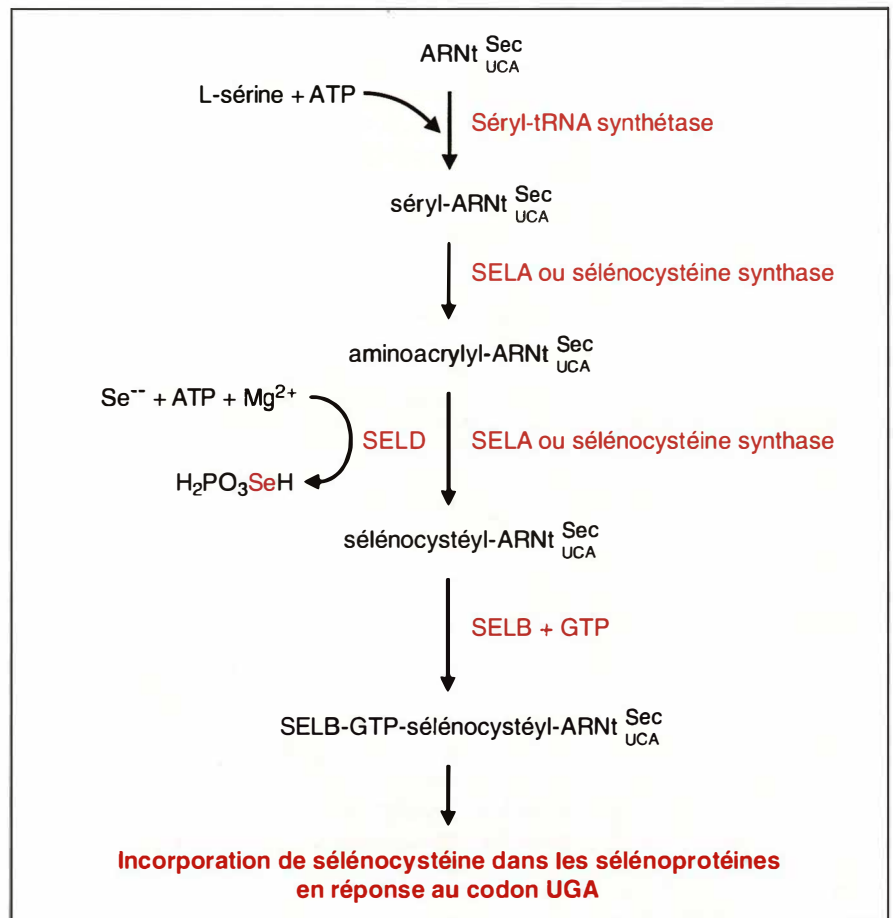 ARNt Sec UCA
L-sérine + ATP
Séryl-tRNA synthétase
séryl-ARNt Sec UCA
SELA ou sélénocystéine synthase
aminoacrylyl-ARNt Sec UCA
Se-- + ATP + Mg2+
SELD
SELA ou sélénocystéine synthase
H2PO3SeH
sélénocystéyl-ARNt Sec UCA
SELB + GTP
SELB-GTP-sélénocystéyl-ARNt Sec UCA
Incorporation de sélénocystéine dans les sélénoprotéines
en réponse au codon UGA